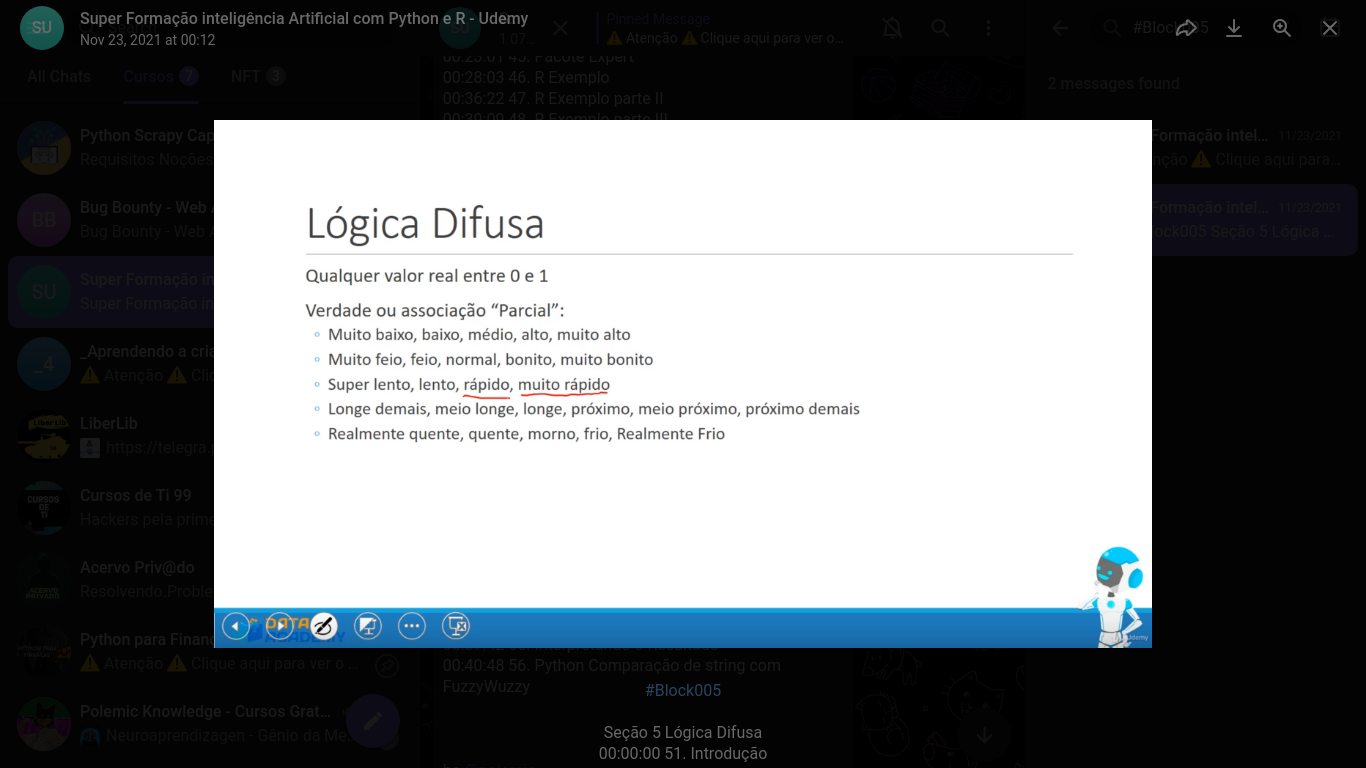 SU
Super Formação inteligência Artificial com Python e R - Udemy
Nov 23, 2021 at 00:12
All Chats
Cursos 7
NFT 3
Python Scrapy Cap
Requisitos Noções
BB
Bug Bounty - Web A
Bug Bounty - Web A
SU
Super Formação in
Super Formação in
_4
_Aprendendo a cria
⚠️ Atenção ⚠️ Clic
LiberLib
https://telegra.p
CURSOS
DE
TI
Cursos de Ti 99
Hackers pela prime
Acervo Priv@do
Resolvendo.Proble
Python para Finanç
⚠️ Atenção ⚠️ Clique aqui para ver o ...
Polemic Knowledge - Cursos Grat...
Neuroaprendizagen - Gênio da Me
Pinned Message
⚠️ Atenção ⚠️ Clique aqui para ver o...
00:23:01 45. Pacote Expert
00:28:03 46. R Exemplo
00:36:22 47. R Exemplo parte II
00:39:09 48. R Exemplo parte III
Lógica Difusa
Qualquer valor real entre 0 e 1
Verdade ou associação “Parcial”:
Muito baixo, baixo, médio, alto, muito alto
Muito feio, feio, normal, bonito, muito bonito
Super lento, lento, rápido, muito rápido
Longe demais, meio longe, longe, próximo, meio próximo, próximo demais
Realmente quente, quente, morno, frio, Realmente Frio
DATA
ACADEMY
Udemy
00:40:48 56. Python Comparação de string com
FuzzyWuzzy
#Block005
Seção 5 Lógica Difusa
00:00:00 51. Introdução
2 messages found
Formação intel... 11/23/2021
nção ⚠️ Clique aqui para...
Formação intel... 11/23/2021
ock005 Seção 5 Lógica ...